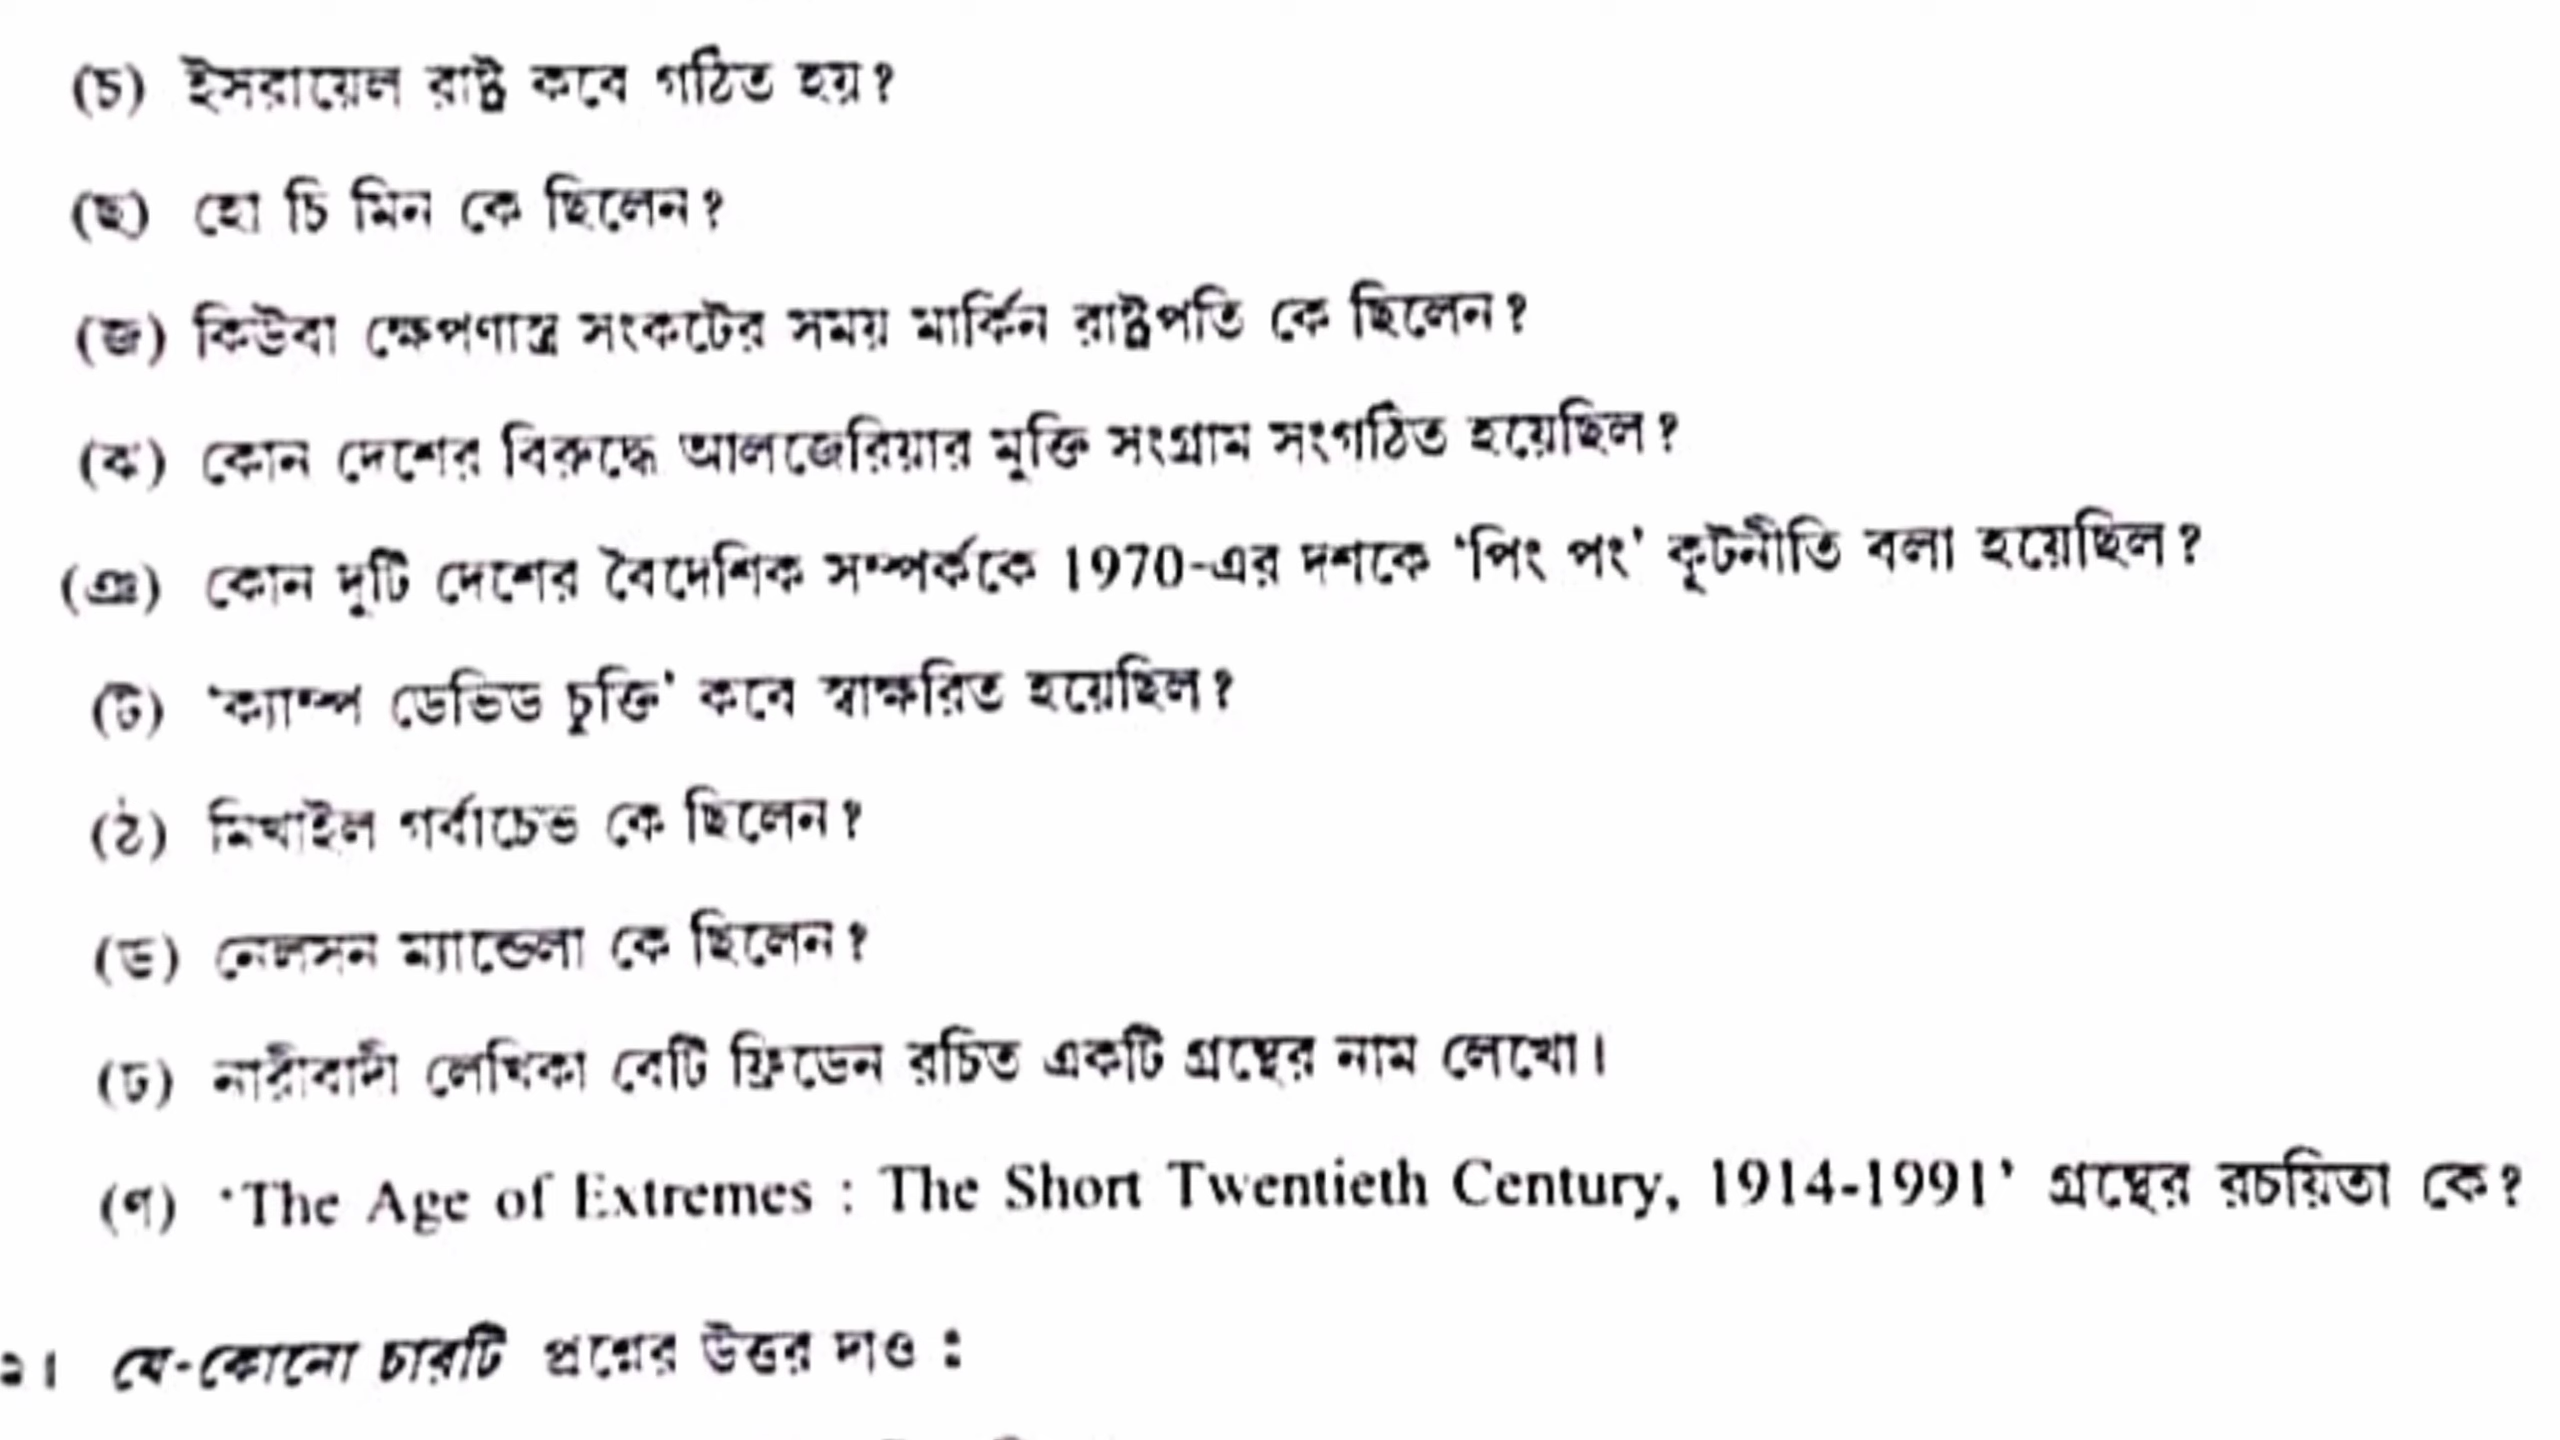 (চ) ইসরায়েল রাষ্ট্র কবে গঠিত হয়?
(ছ) হো চি মিন কে ছিলেন?
(জ) কিউবা ক্ষেপণাস্ত্র সংকটের সময় মার্কিন রাষ্ট্রপতি কে ছিলেন?
(ঝ) কোন দেশের বিরুদ্ধে আলজেরিয়ার মুক্তি সংগ্রাম সংগঠিত হয়েছিল?
(ঞ) কোন দুটি দেশের বৈদেশিক সম্পর্ককে 1970-এর দশকে ‘পিং পং’ কূটনীতি বলা হয়েছিল?
(ট) ‘ক্যাম্প ডেভিড চুক্তি’ কবে স্বাক্ষরিত হয়েছিল?
(ঠ) মিখাইল গর্বাচেভ কে ছিলেন?
(ড) নেলসন ম্যান্ডেলা কে ছিলেন?
(ঢ) নারীবাদী লেখিকা বেটি ফ্রিডেন রচিত একটি গ্রন্থের নাম লেখো।
(ণ) ‘The Age of Extremes : The Short Twentieth Century, 1914-1991’ গ্রন্থের রচয়িতা কে?
২। যে-কোনো চারটি প্রশ্নের উত্তর দাও :